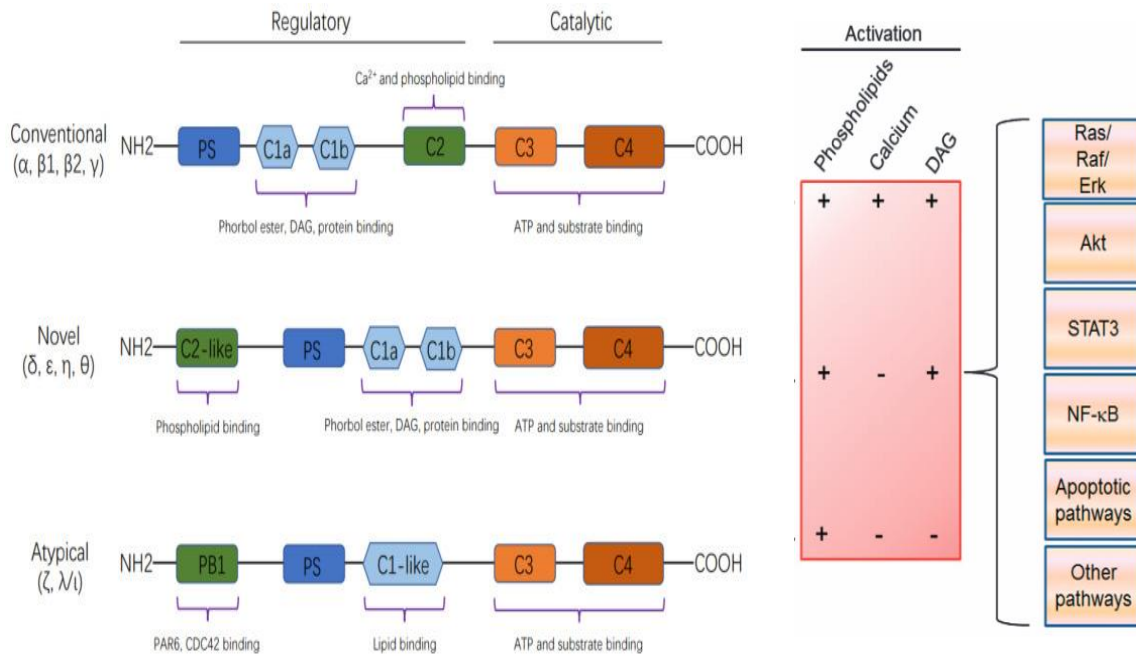 Regulatory
Catalytic
Ca²⁺ and phospholipid binding
Conventional
(α, β1, β2, γ)
NH2 PS C1a C1b C2 C3 C4 COOH
Phorbol ester, DAG, protein binding
ATP and substrate binding
Novel
(δ, ε, η, θ)
NH2 C2-like PS C1a C1b C3 C4 COOH
Phospholipid binding
Phorbol ester, DAG, protein binding
ATP and substrate binding
Atypical
(ζ, λ/ι)
NH2 PB1 PS C1-like C3 C4 COOH
PAR6, CDC42 binding
Lipid binding
ATP and substrate binding
Activation
Phospholipids
Calcium
DAG
+ + +
+ - +
+ - -
Ras/
Raf/
Erk
Akt
STAT3
NF-κB
Apoptotic
pathways
Other
pathways